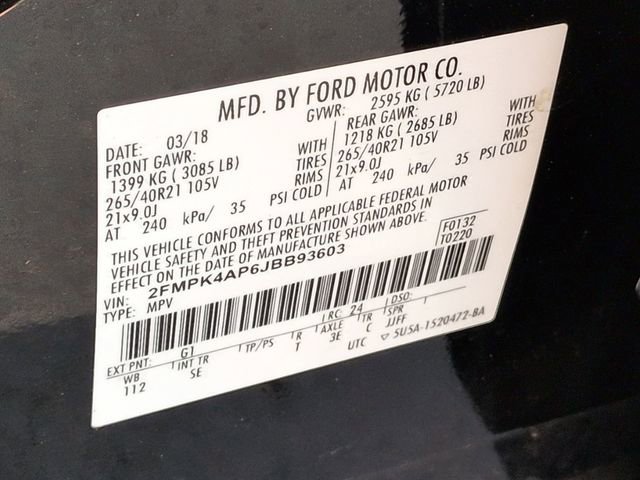 MFD. BY FORD MOTOR CO.
DATE: 03/18 GVWR: 2595 KG ( 5720 LB)
FRONT GAWR: WITH REAR GAWR: WITH
1399 KG ( 3085 LB) TIRES 1218 KG ( 2685 LB) TIRES
265/40R21 105V RIMS 265/40R21 105V RIMS
21x9.0J PSI COLD 21x9.0J PSI COLD
AT 240 kPa/ 35 AT 240 kPa/ 35
THIS VEHICLE CONFORMS TO ALL APPLICABLE FEDERAL MOTOR
VEHICLE SAFETY AND THEFT PREVENTION STANDARDS IN
EFFECT ON THE DATE OF MANUFACTURE SHOWN ABOVE.
VIN: 2FMPK4AP6JBB93603 F0132
TYPE: MPV T0220
EXT PNT: G1 RC: 24 DSO:
WB INT TR TP/PS R AXLE TR SPR
112 SE T 3E C JJFF
UTC ▽ 5U5A-1520472-BA